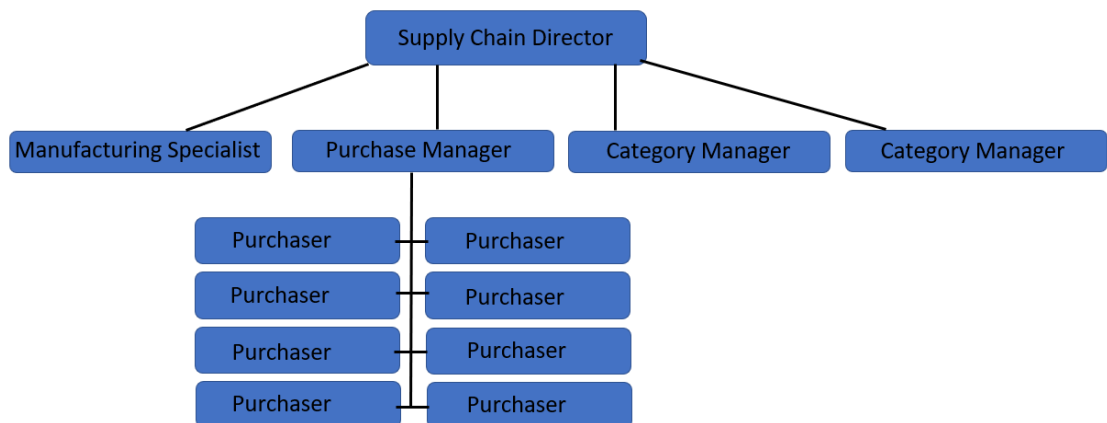 Supply Chain Director
Manufacturing Specialist
Purchase Manager
Category Manager
Category Manager
Purchaser
Purchaser
Purchaser
Purchaser
Purchaser
Purchaser
Purchaser
Purchaser